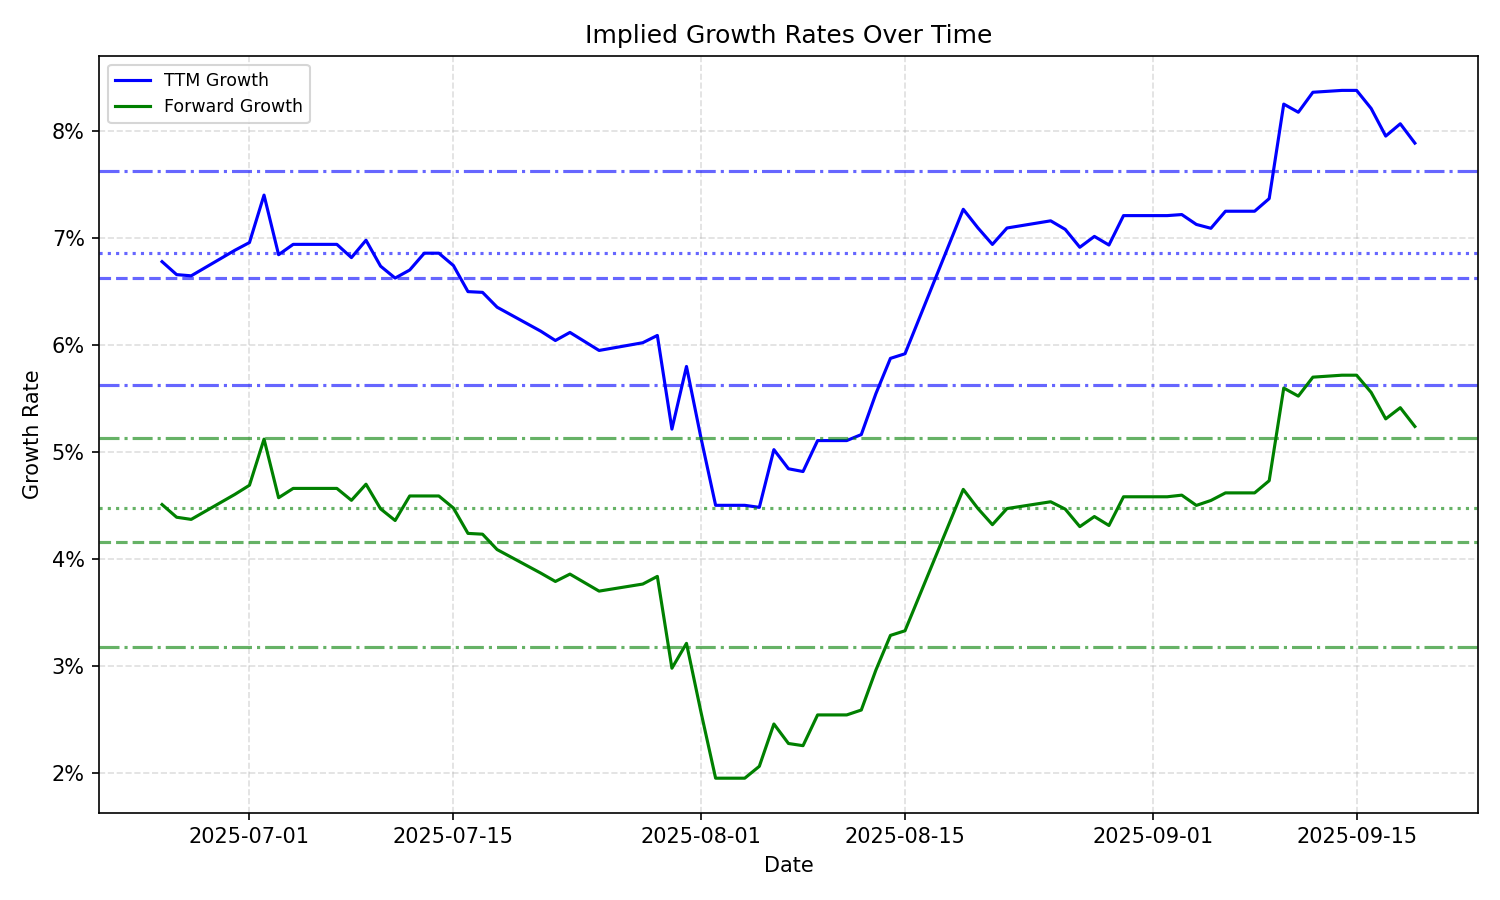 Implied Growth Rates Over Time
TTM Growth
Forward Growth
8%
7%
6%
5%
4%
3%
2%
Growth Rate
2025-07-01
2025-07-15
2025-08-01
2025-08-15
2025-09-01
2025-09-15
Date